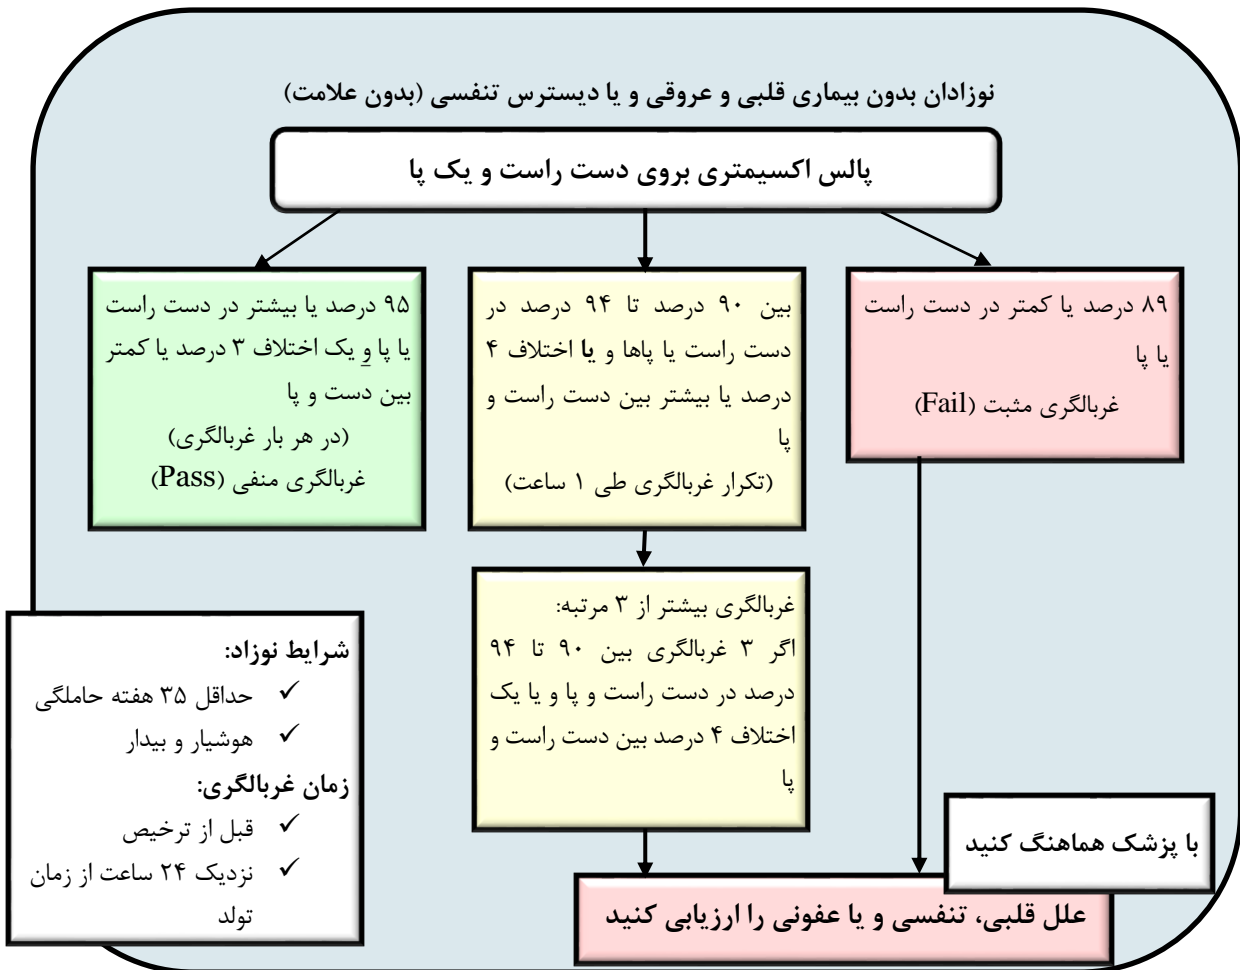 نوزادان بدون بیماری قلبی و عروقی و یا دیسترس تنفسی (بدون علامت)
پالس اکسیمتری بروی دست راست و یک پا
۸۹ درصد یا کمتر در دست راست
یا پا
غربالگری مثبت (Fail)
بین ۹۰ درصد تا ۹۴ درصد در
دست راست یا پاها و یا اختلاف ۴
درصد یا بیشتر بین دست راست و
پا
(تکرار غربالگری طی ۱ ساعت)
۹۵ درصد یا بیشتر در دست راست
یا پا و یک اختلاف ۳ درصد یا کمتر
بین دست و پا
(در هر بار غربالگری)
غربالگری منفی (Pass)
غربالگری بیشتر از ۳ مرتبه:
اگر ۳ غربالگری بین ۹۰ تا ۹۴
درصد در دست راست و پا و یا یک
اختلاف ۴ درصد بین دست راست و
پا
شرایط نوزاد:
✓ حداقل ۳۵ هفته حاملگی
✓ هوشیار و بیدار
زمان غربالگری:
✓ قبل از ترخیص
✓ نزدیک ۲۴ ساعت از زمان
تولد
با پزشک هماهنگ کنید
علل قلبی، تنفسی و یا عفونی را ارزیابی کنید